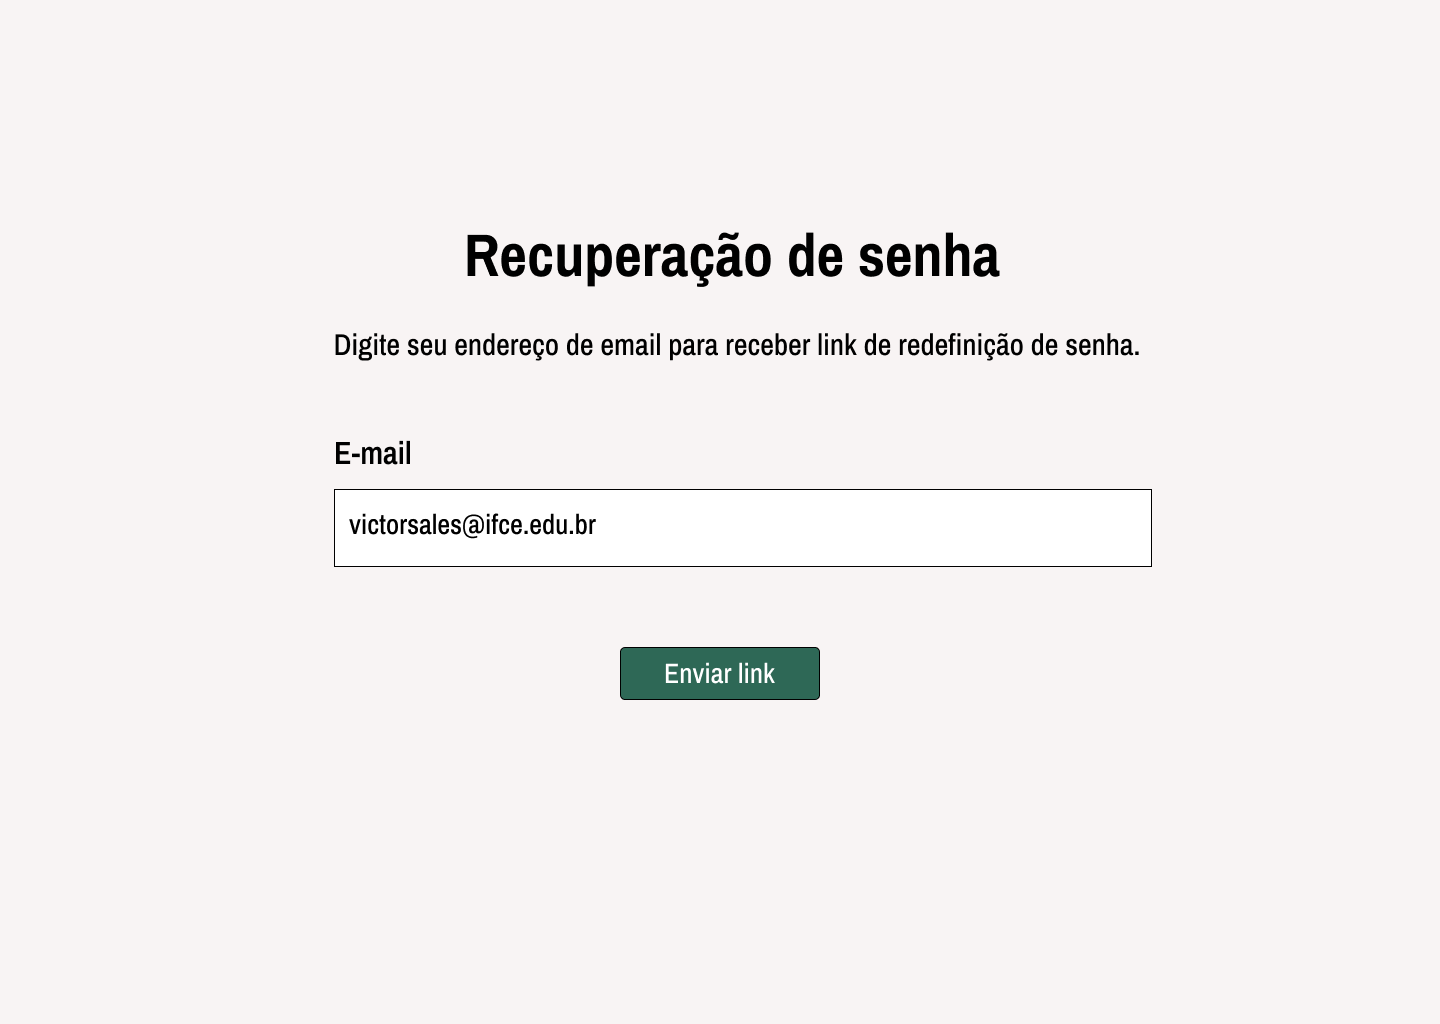 Recuperação de senha
Digite seu endereço de email para receber link de redefinição de senha.
E-mail
victorsales@ifce.edu.br
Enviar link